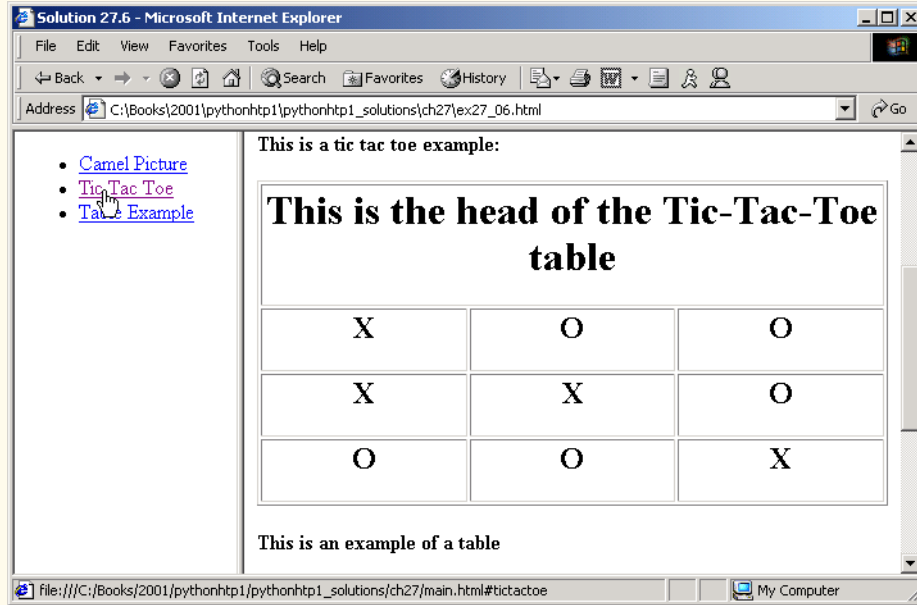 Solution 27.6 - Microsoft Internet Explorer
File Edit View Favorites Tools Help
Back Search Favorites History
Address C:\Books\2001\pythonhtp1\pythonhtp1_solutions\ch27\ex27_06.html Go
Camel Picture
Tic Tac Toe
Table Example
This is a tic tac toe example:
This is the head of the Tic-Tac-Toe
table
X O O
X X O
O O X
This is an example of a table
file:///C:/Books/2001/pythonhtp1/pythonhtp1_solutions/ch27/main.html#tictactoe My Computer